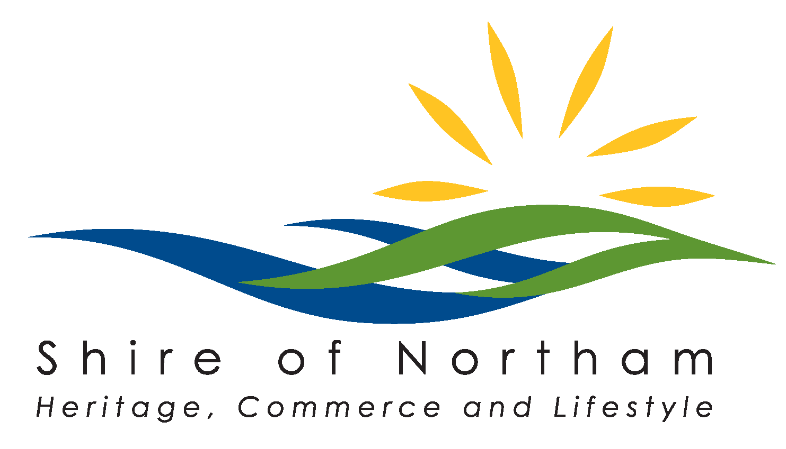 Shire of Northam
Heritage, Commerce and Lifestyle